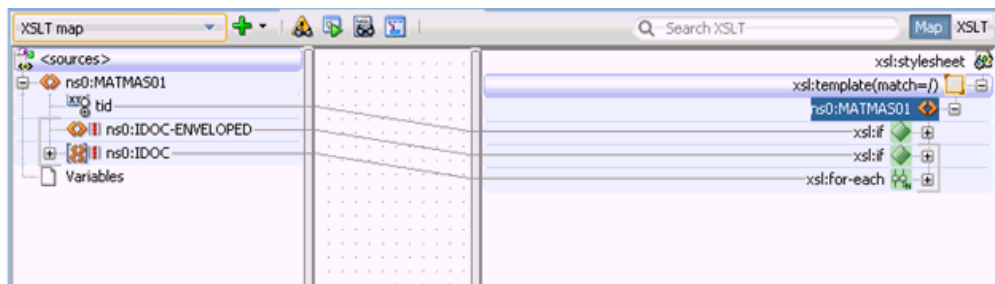 XSLT map
Search XSLT
Map XSLT
<sources>
ns0:MATMAS01
tid
ns0:IDOC-ENVELOPED
ns0:IDOC
Variables
xsl:stylesheet
xsl:template(match=/)
ns0:MATMAS01
xsl:if
xsl:if
xsl:for-each